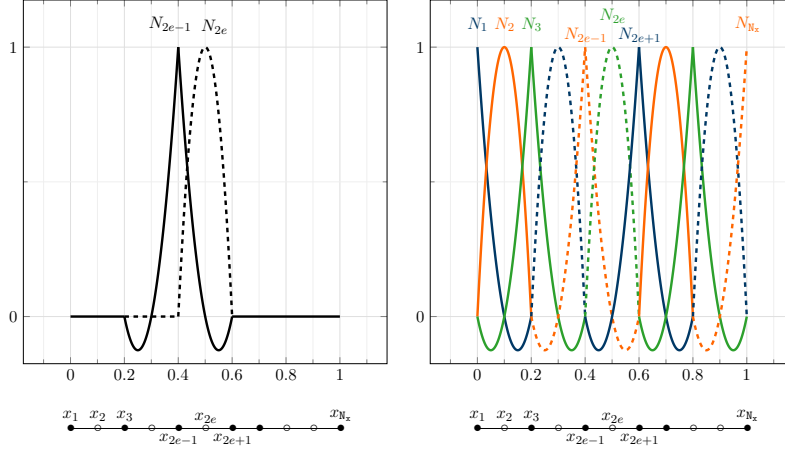 N_{2e−1} N_{2e}
1
0
0 0.2 0.4 0.6 0.8 1
x_1 x_2 x_3 x_{2e} x_{N_x}
x_{2e−1} x_{2e+1}
N_1 N_2 N_3 N_{2e−1} N_{2e} N_{2e+1} N_{N_x}
1
0
0 0.2 0.4 0.6 0.8 1
x_1 x_2 x_3 x_{2e} x_{N_x}
x_{2e−1} x_{2e+1}